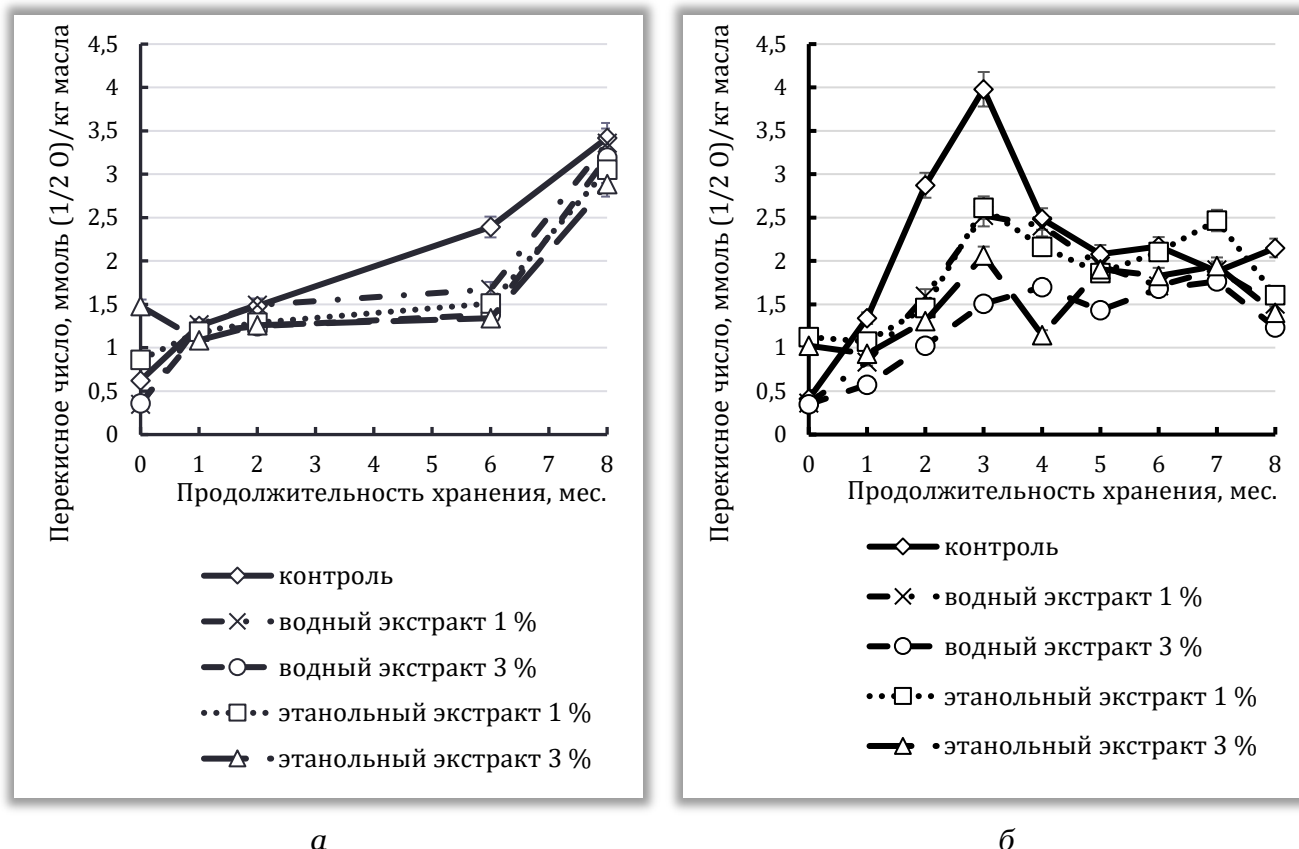 Перекисное число, ммоль (1/2 О)/кг масла
4,5
4
3,5
3
2,5
2
1,5
1
0,5
0
0 1 2 3 4 5 6 7 8
Продолжительность хранения, мес.
контроль
водный экстракт 1 %
водный экстракт 3 %
этанольный экстракт 1 %
этанольный экстракт 3 %
а
Перекисное число, ммоль (1/2 О)/кг масла
4,5
4
3,5
3
2,5
2
1,5
1
0,5
0
0 1 2 3 4 5 6 7 8
Продолжительность хранения, мес.
контроль
водный экстракт 1 %
водный экстракт 3 %
этанольный экстракт 1 %
этанольный экстракт 3 %
б